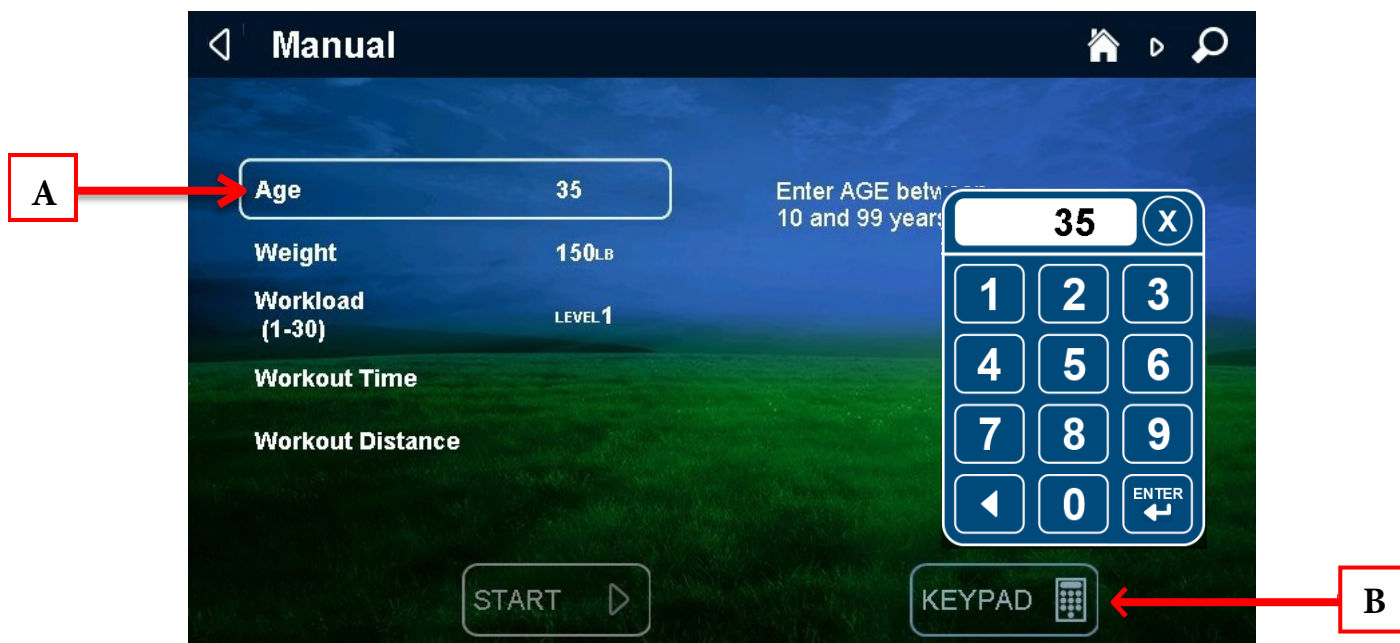 Manual
A
Age 35
Enter AGE between
10 and 99 years
35 X
Weight 150LB
Workload
(1-30)
LEVEL1
Workout Time
Workout Distance
1 2 3
4 5 6
7 8 9
0 ENTER
START
KEYPAD
B